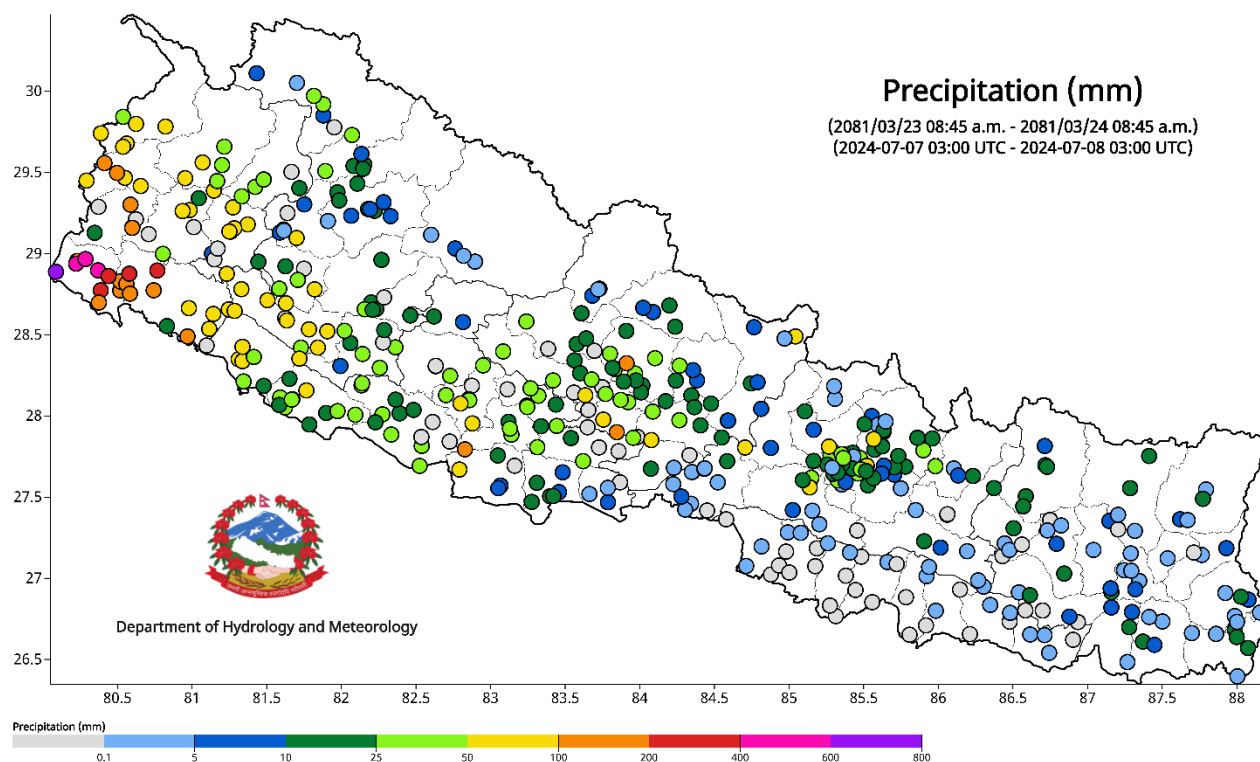 Precipitation (mm)
(2081/03/23 08:45 a.m. - 2081/03/24 08:45 a.m.)
(2024-07-07 03:00 UTC - 2024-07-08 03:00 UTC)
30
29.5
29
28.5
28
27.5
27
26.5
Department of Hydrology and Meteorology
80.5 81 81.5 82 82.5 83 83.5 84 84.5 85 85.5 86 86.5 87 87.5 88
Precipitation (mm)
0.1 5 10 25 50 100 200 400 600 800